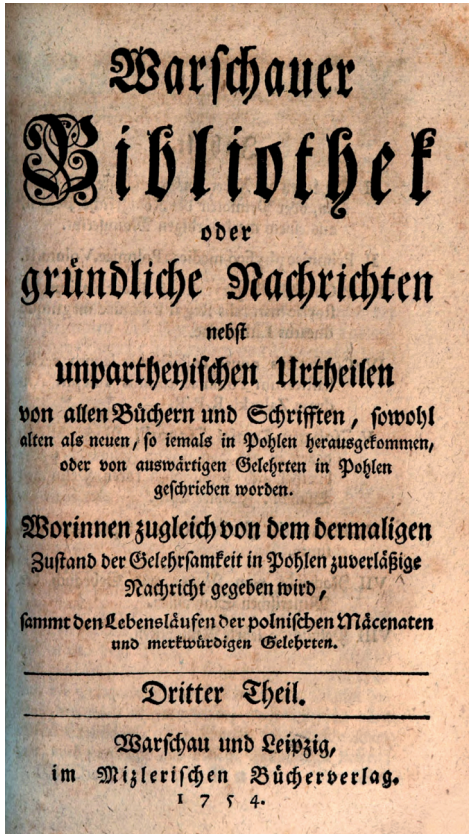 Warschauer
Bibliothek
oder
gründliche Nachrichten
nebst
unpartheyischen Urtheilen
von allen Büchern und Schrifften, sowohl
alten als neuen, so iemals in Pohlen herausgekommen,
oder von auswärtigen Gelehrten in Pohlen
geschrieben worden.
Worinnen zugleich von dem dermaligen
Zustand der Gelehrsamkeit in Pohlen zuverläßige
Nachricht gegeben wird,
sammt den Lebensläufen der polnischen Mäcenaten
und merkwürdigen Gelehrten.
Dritter Theil.
Warschau und Leipzig,
im Mizlerischen Bücherverlag.
1754.